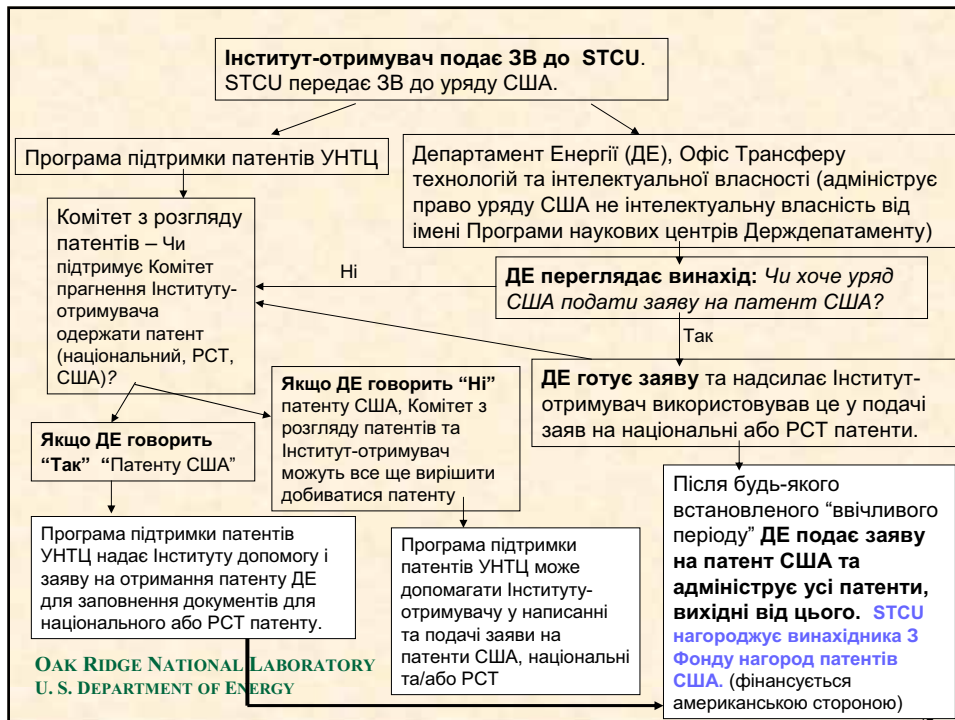 Інститут-отримувач подає ЗВ до STCU.
STCU передає ЗВ до уряду США.
Програма підтримки патентів УНТЦ
Департамент Енергії (ДЕ), Офіс Трансферу
технологій та інтелектуальної власності (адмініструє
право уряду США не інтелектуальну власність від
імені Програми наукових центрів Держдепатаменту)
Комітет з розгляду
патентів – Чи
підтримує Комітет
прагнення Інституту-
отримувача
одержати патент
(національний, PCT,
США)?
Ні
ДЕ переглядає винахід: Чи хоче уряд
США подати заяву на патент США?
Так
ДЕ готує заяву та надсилає Інститут-
отримувач використовував це у подачі
заяв на національні або PCT патенти.
Якщо ДЕ говорить “Ні”
патенту США, Комітет з
розгляду патентів та
Інститут-отримувач
можуть все ще вирішити
добиватися патенту
Якщо ДЕ говорить
“Так” “Патенту США”
Програма підтримки патентів
УНТЦ надає Інституту допомогу і
заяву на отримання патенту ДЕ
для заповнення документів для
національного або PCT патенту.
Програма підтримки
патентів УНТЦ може
допомагати Інституту-
отримувачу у написанні
та подачі заяви на
патенти США, національні
та/або PCT
Після будь-якого
встановленого “ввічливого
періоду” ДЕ подає заяву
на патент США та
адмініструє усі патенти,
вихідні від цього. STCU
нагороджує винахідника З
Фонду нагород патентів
США. (фінансується
американською стороною)
OAK RIDGE NATIONAL LABORATORY
U. S. DEPARTMENT OF ENERGY